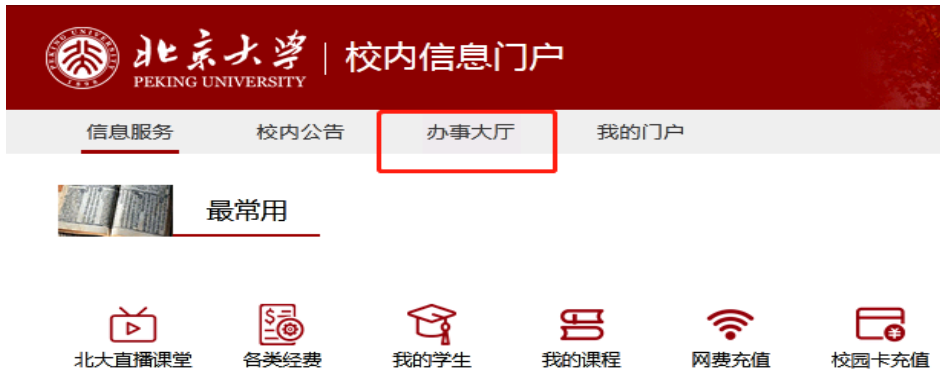 北京大学 | 校内信息门户
PEKING UNIVERSITY
信息服务 校内公告 办事大厅 我的门户
最常用
北大直播课堂 各类经费 我的学生 我的课程 网费充值 校园卡充值